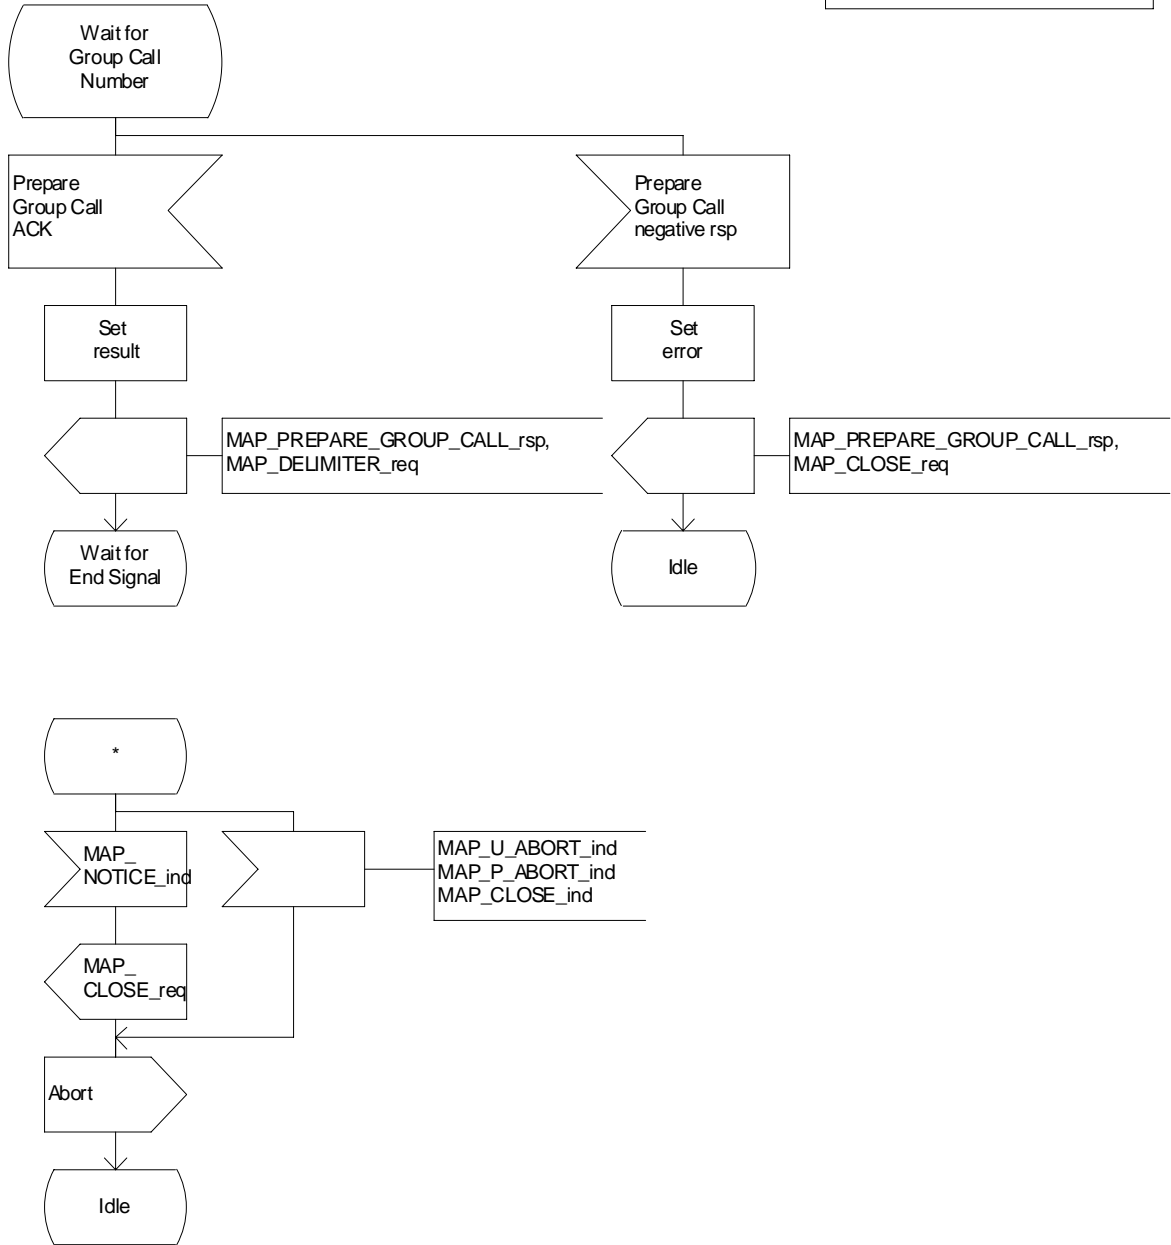 Wait for
Group Call
Number
Prepare
Group Call
ACK
Prepare
Group Call
negative rsp
Set
result
Set
error
MAP_PREPARE_GROUP_CALL_rsp,
MAP_DELIMITER_req
MAP_PREPARE_GROUP_CALL_rsp,
MAP_CLOSE_req
Wait for
End Signal
Idle
*
MAP_
NOTICE_ind
MAP_U_ABORT_ind
MAP_P_ABORT_ind
MAP_CLOSE_ind
MAP_
CLOSE_req
Abort
Idle